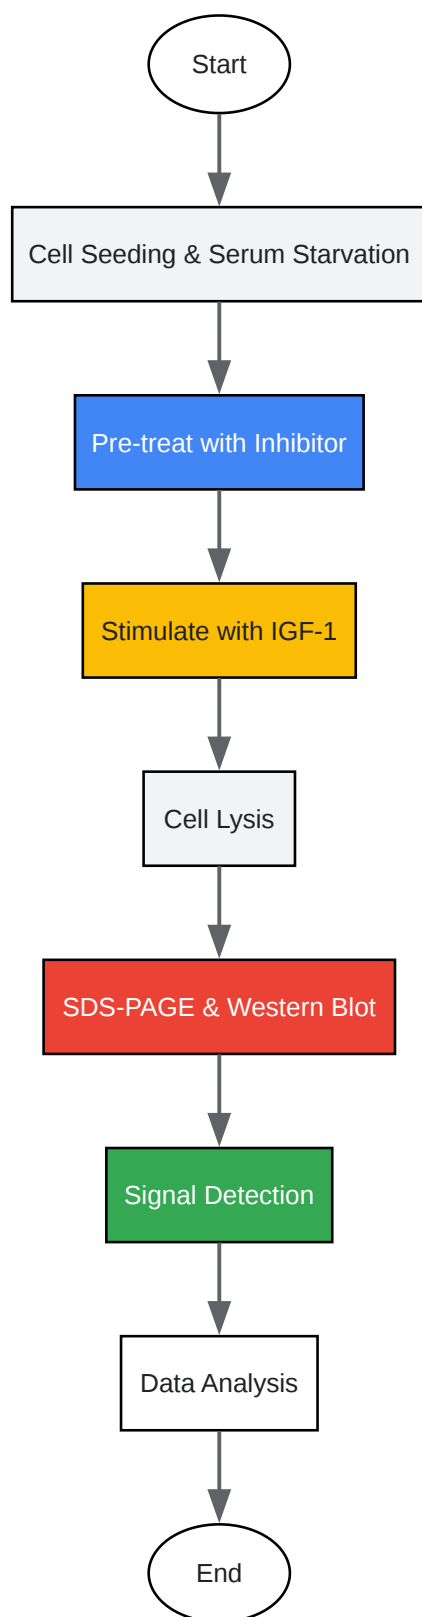 Start
Cell Seeding & Serum Starvation
Pre-treat with Inhibitor
Stimulate with IGF-1
Cell Lysis
SDS-PAGE & Western Blot
Signal Detection
Data Analysis
End